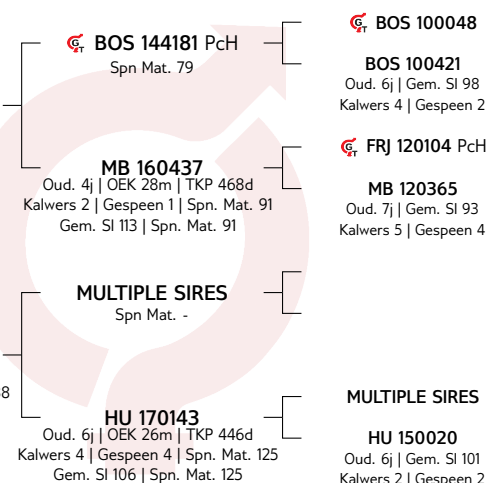 GT BOS 144181 PcH
Spn Mat. 79
MB 160437
Oud. 4j | OEK 28m | TKP 468d
Kalwers 2 | Gespeen 1 | Spn. Mat. 91
Gem. SI 113 | Spn. Mat. 91
MULTIPLE SIRES
Spn Mat. -
8
HU 170143
Oud. 6j | OEK 26m | TKP 446d
Kalwers 4 | Gespeen 4 | Spn. Mat. 125
Gem. SI 106 | Spn. Mat. 125
GT BOS 100048
BOS 100421
Oud. 6j | Gem. SI 98
Kalwers 4 | Gespeen 2
GT FRJ 120104 PcH
MB 120365
Oud. 7j | Gem. SI 93
Kalwers 5 | Gespeen 4
MULTIPLE SIRES
HU 150020
Oud. 6j | Gem. SI 101
Kalwers 2 | Gespeen 2